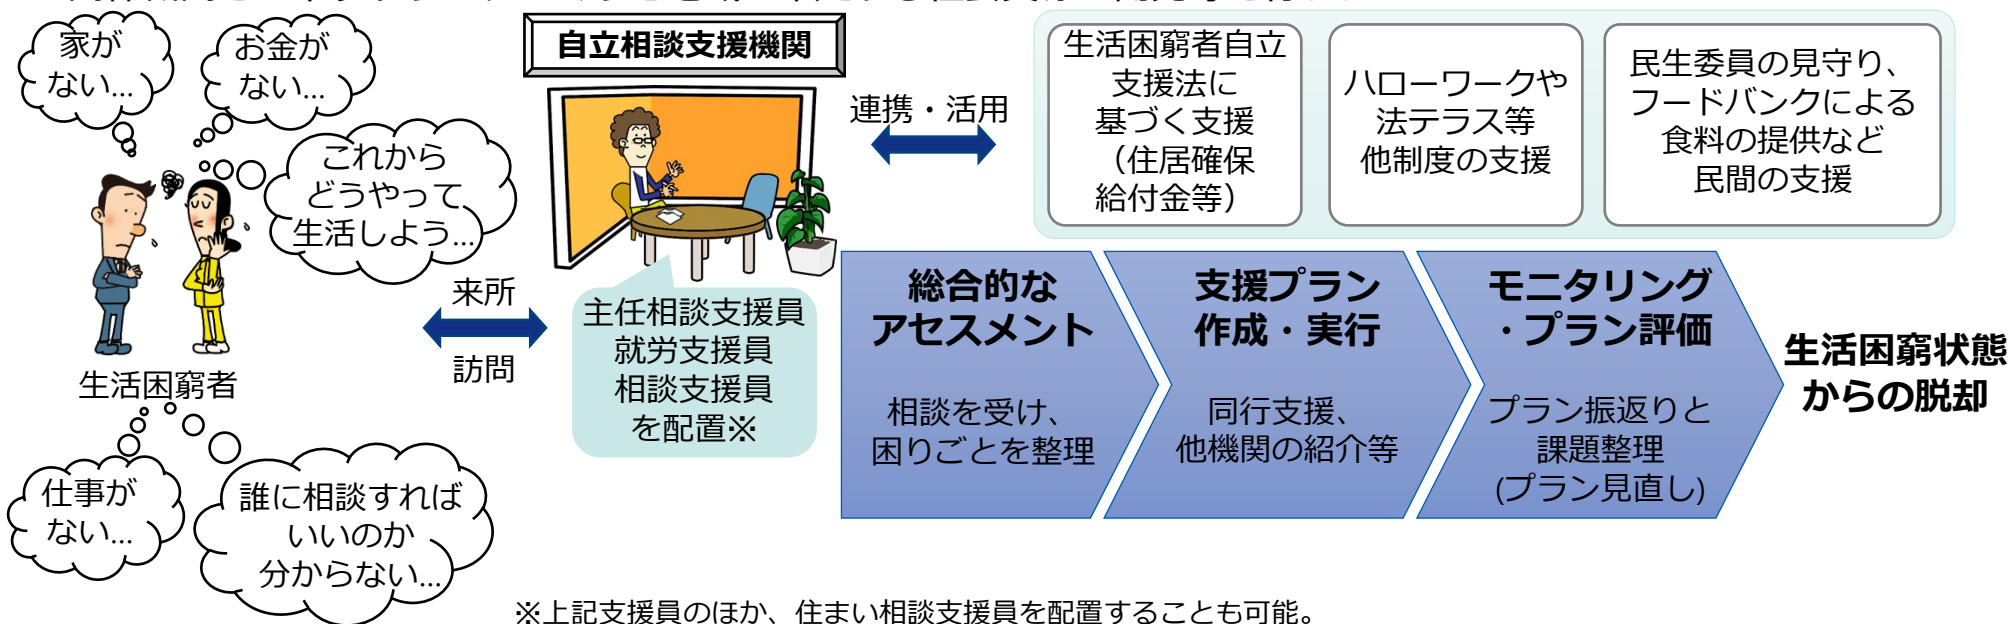 家が
ない…
お金が
ない…
これから
どうやって
生活しよう…
生活困窮者
仕事が
ない…
誰に相談すれば
いいのか
分からない…
来所
訪問
自立相談支援機関
主任相談支援員
就労支援員
相談支援員
を配置※
連携・活用
生活困窮者自立
支援法に
基づく支援
（住居確保
給付金等）
ハローワークや
法テラス等
他制度の支援
民生委員の見守り、
フードバンクによる
食料の提供など
民間の支援
総合的な
アセスメント
相談を受け、
困りごとを整理
支援プラン
作成・実行
同行支援、
他機関の紹介等
モニタリング
・プラン評価
プラン振返りと
課題整理
(プラン見直し)
生活困窮状態
からの脱却
※上記支援員のほか、住まい相談支援員を配置することも可能。